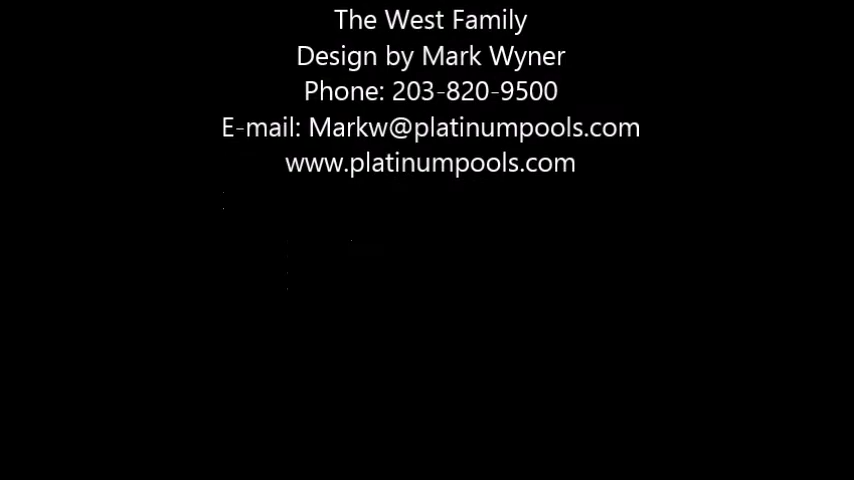 The West Family
Design by Mark Wyner
Phone: 203-820-9500
E-mail: Markw@platinumpools.com
www.platinumpools.com